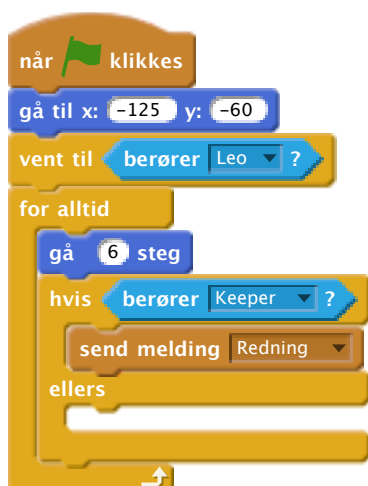 når klikkes
gå til x: -125 y: -60
vent til berører Leo ?
for alltid
gå 6 steg
hvis berører Keeper ?
send melding Redning
ellers